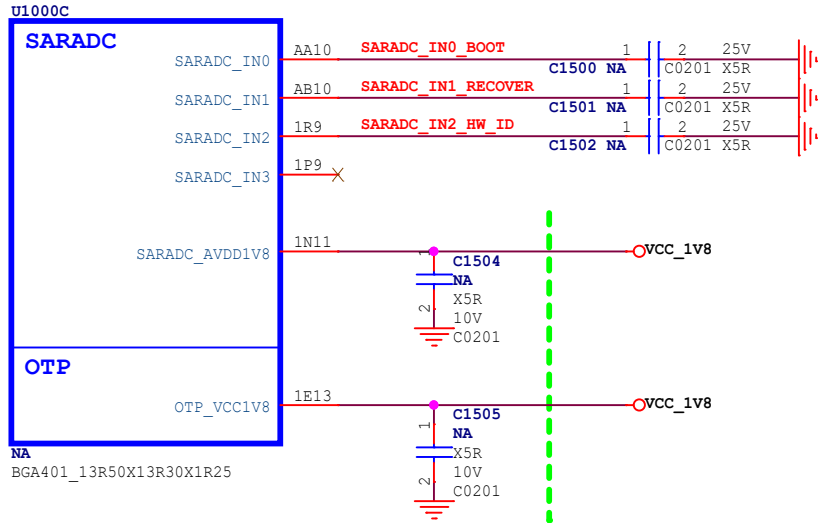 U1000C
SARADC
SARADC_IN0 AA10 SARADC_IN0_BOOT 1 2 25V
C1500 NA C0201 X5R
SARADC_IN1 AB10 SARADC_IN1_RECOVER 1 2 25V
C1501 NA C0201 X5R
SARADC_IN2 1R9 SARADC_IN2_HW_ID 1 2 25V
C1502 NA C0201 X5R
SARADC_IN3 1P9
SARADC_AVDD1V8 1N11 VCC_1V8
1 C1504
NA
X5R
2 10V
C0201
OTP
OTP_VCC1V8 1E13 VCC_1V8
1 C1505
NA
X5R
2 10V
C0201
NA
BGA401_13R50X13R30X1R25